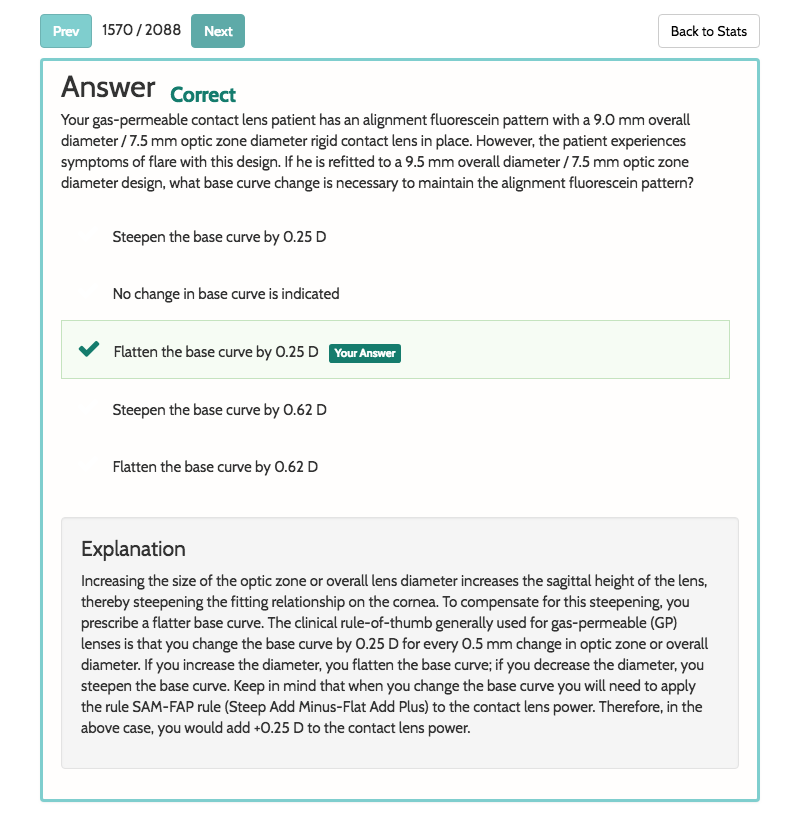 Prev 1570 / 2088 Next Back to Stats
Answer Correct
Your gas-permeable contact lens patient has an alignment fluorescein pattern with a 9.0 mm overall
diameter / 7.5 mm optic zone diameter rigid contact lens in place. However, the patient experiences
symptoms of flare with this design. If he is refitted to a 9.5 mm overall diameter / 7.5 mm optic zone
diameter design, what base curve change is necessary to maintain the alignment fluorescein pattern?
Steepen the base curve by 0.25 D
No change in base curve is indicated
Flatten the base curve by 0.25 D Your Answer
Steepen the base curve by 0.62 D
Flatten the base curve by 0.62 D
Explanation
Increasing the size of the optic zone or overall lens diameter increases the sagittal height of the lens,
thereby steepening the fitting relationship on the cornea. To compensate for this steepening, you
prescribe a flatter base curve. The clinical rule-of-thumb generally used for gas-permeable (GP)
lenses is that you change the base curve by 0.25 D for every 0.5 mm change in optic zone or overall
diameter. If you increase the diameter, you flatten the base curve; if you decrease the diameter, you
steepen the base curve. Keep in mind that when you change the base curve you will need to apply
the rule SAM-FAP rule (Steep Add Minus-Flat Add Plus) to the contact lens power. Therefore, in the
above case, you would add +0.25 D to the contact lens power.